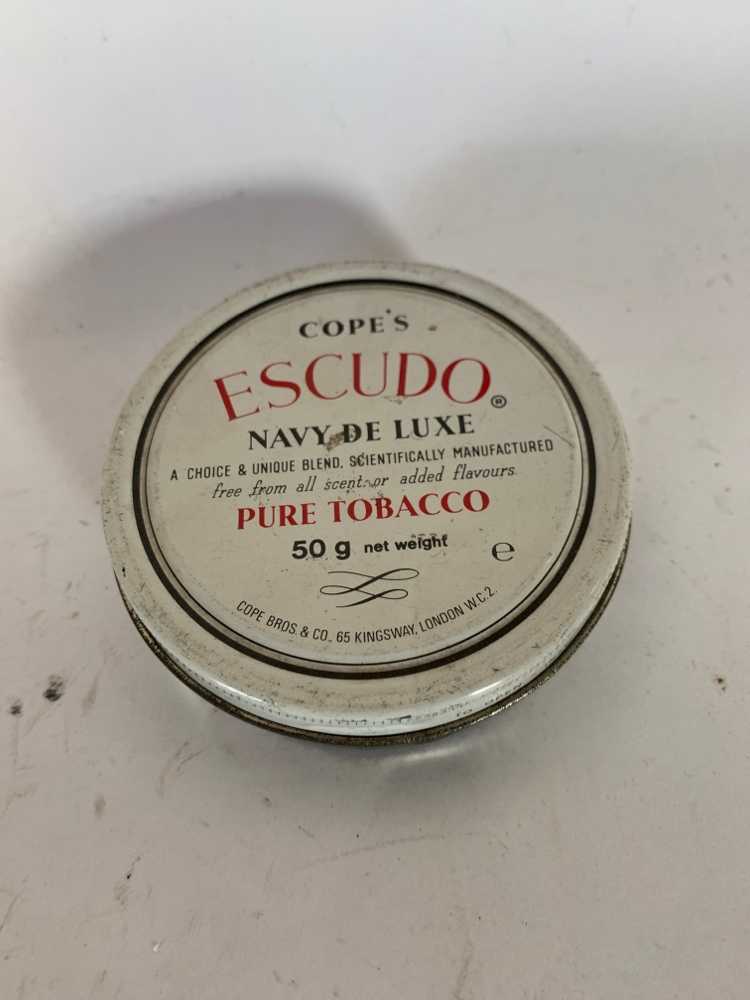 COPE'S
ESCUDO®
NAVY DE LUXE
A CHOICE & UNIQUE BLEND, SCIENTIFICALLY MANUFACTURED
free from all scent or added flavours
PURE TOBACCO
50 g net weight e
COPE BROS. & CO. 65 KINGSWAY, LONDON W.C.2.